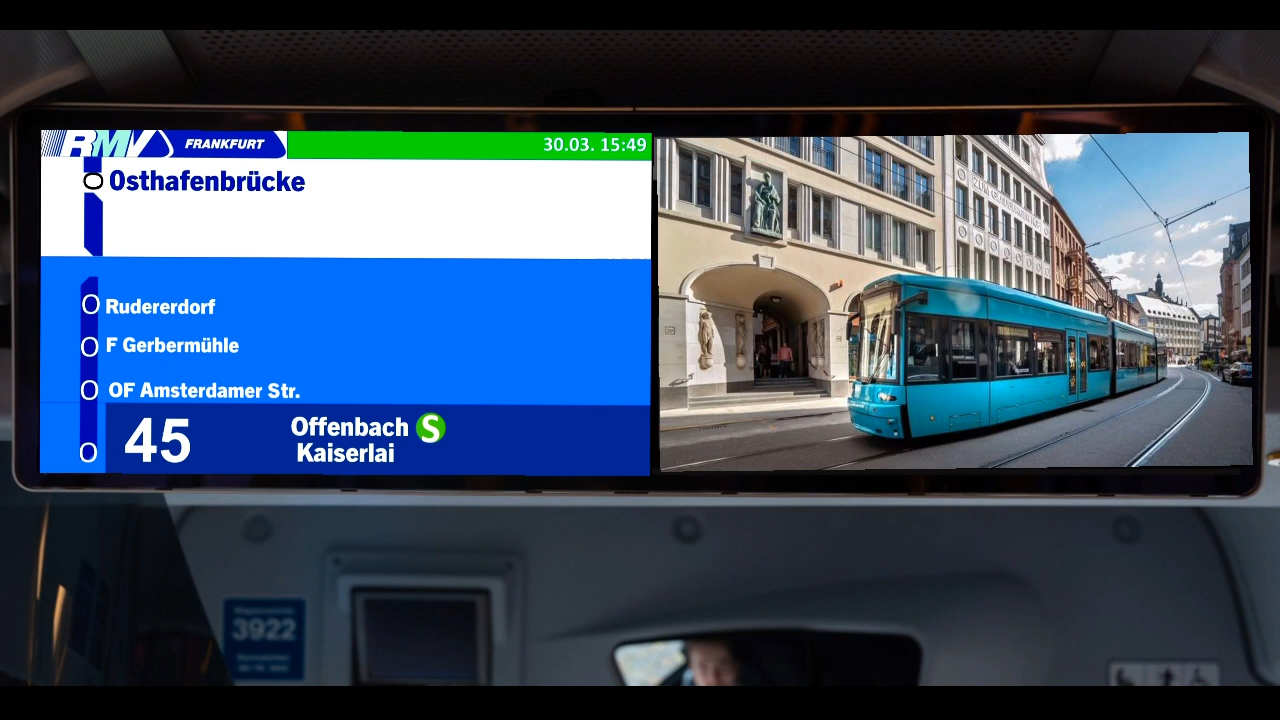 RMV FRANKFURT 30.03. 15:49
Osthafenbrücke
Rudererdorf
F Gerbermühle
OF Amsterdamer Str.
45 Offenbach S
Kaiserlai
3922